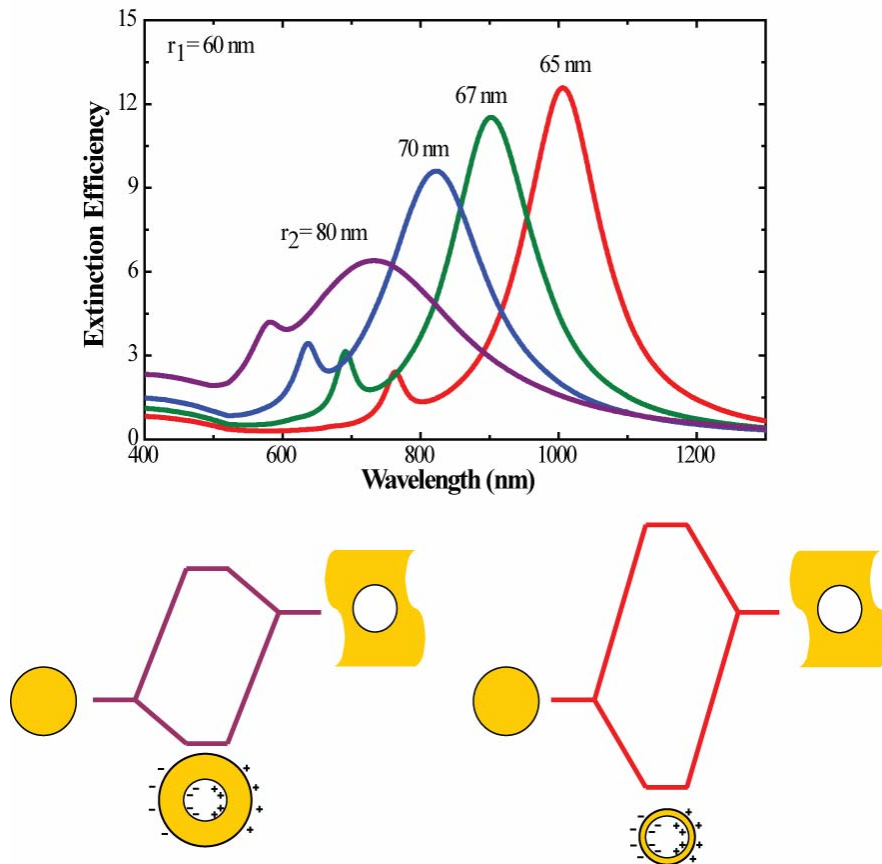 15
r₁= 60 nm
65 nm
67 nm
12
70 nm
9
r₂= 80 nm
6
3
0
400
600
800
1000
1200
Extinction Efficiency
Wavelength (nm)